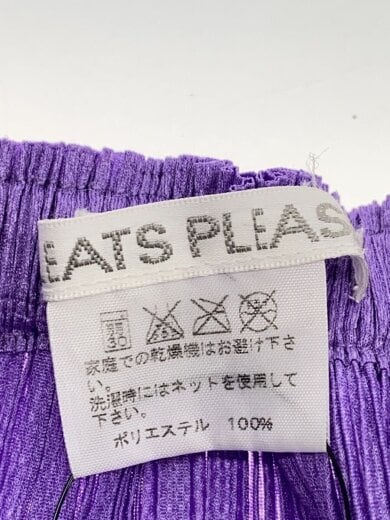 EATS PLEAS
家庭での乾燥機はお避け下さ
い。
洗濯時にはネットを使用して
下さい。
ポリエステル 100%